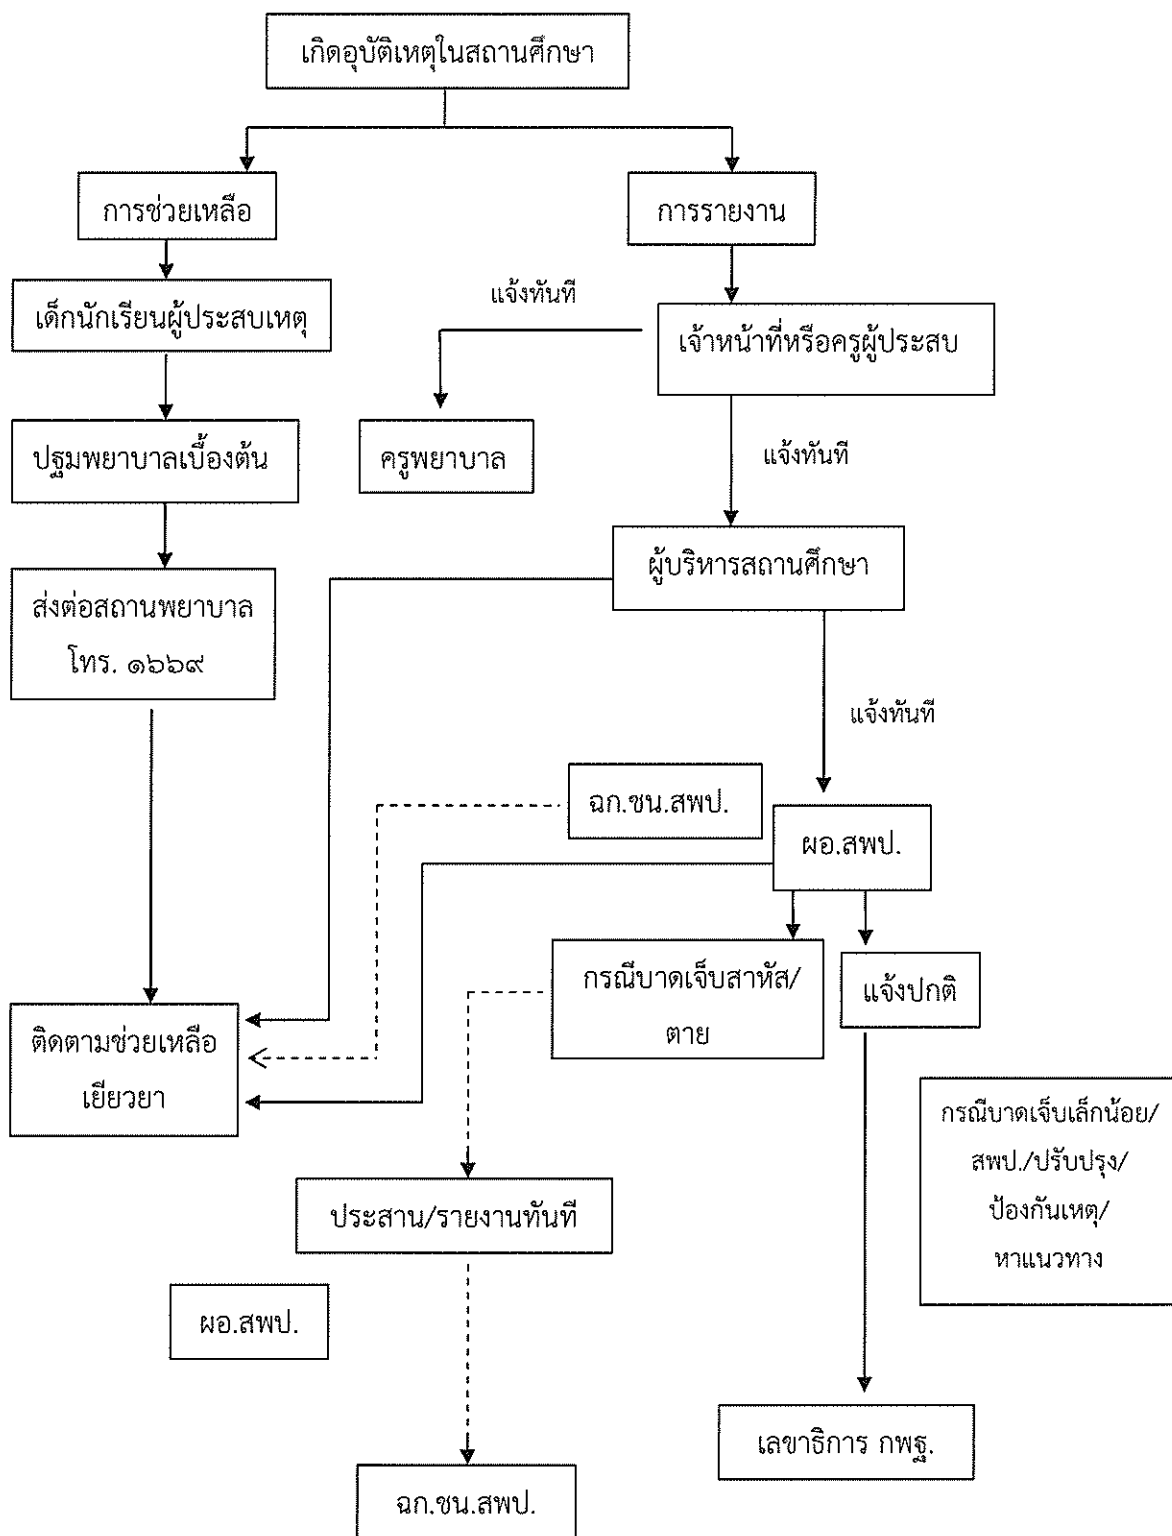 เกิดอุบัติเหตุในสถานศึกษา
การช่วยเหลือ
การรายงาน
เด็กนักเรียนผู้ประสบเหตุ
แจ้งทันที
เจ้าหน้าที่หรือครูผู้ประสบ
ปฐมพยาบาลเบื้องต้น
ครูพยาบาล
แจ้งทันที
ผู้บริหารสถานศึกษา
ส่งต่อสถานพยาบาล
โทร. ๑๖๖๙
แจ้งทันที
ฉก.ชน.สพป.
ผอ.สพป.
กรณีบาดเจ็บสาหัส/
ตาย
แจ้งปกติ
ติดตามช่วยเหลือ
เยียวยา
กรณีบาดเจ็บเล็กน้อย/
สพป./ปรับปรุง/
ป้องกันเหตุ/
หาแนวทาง
ประสาน/รายงานทันที
ผอ.สพป.
เลขาธิการ กพฐ.
ฉก.ชน.สพป.